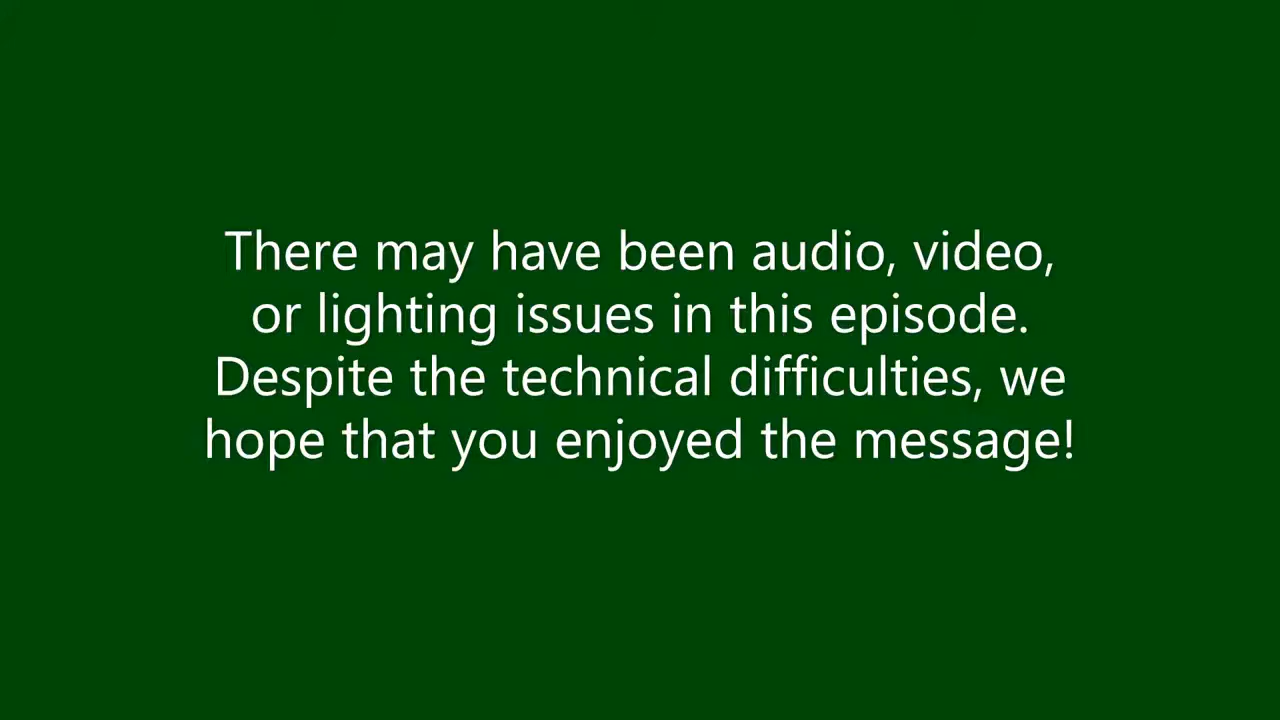 There may have been audio, video,
or lighting issues in this episode.
Despite the technical difficulties, we
hope that you enjoyed the message!